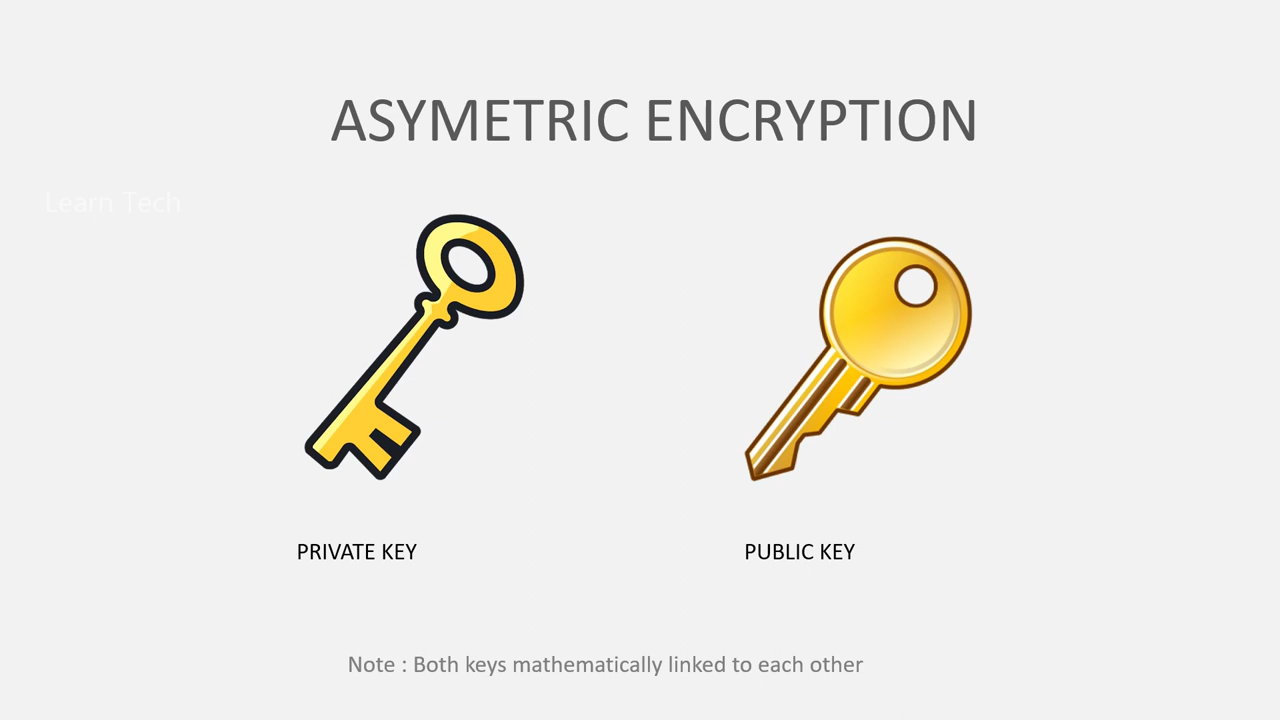 ASYMETRIC ENCRYPTION
Learn Tech
PRIVATE KEY
PUBLIC KEY
Note : Both keys mathematically linked to each other